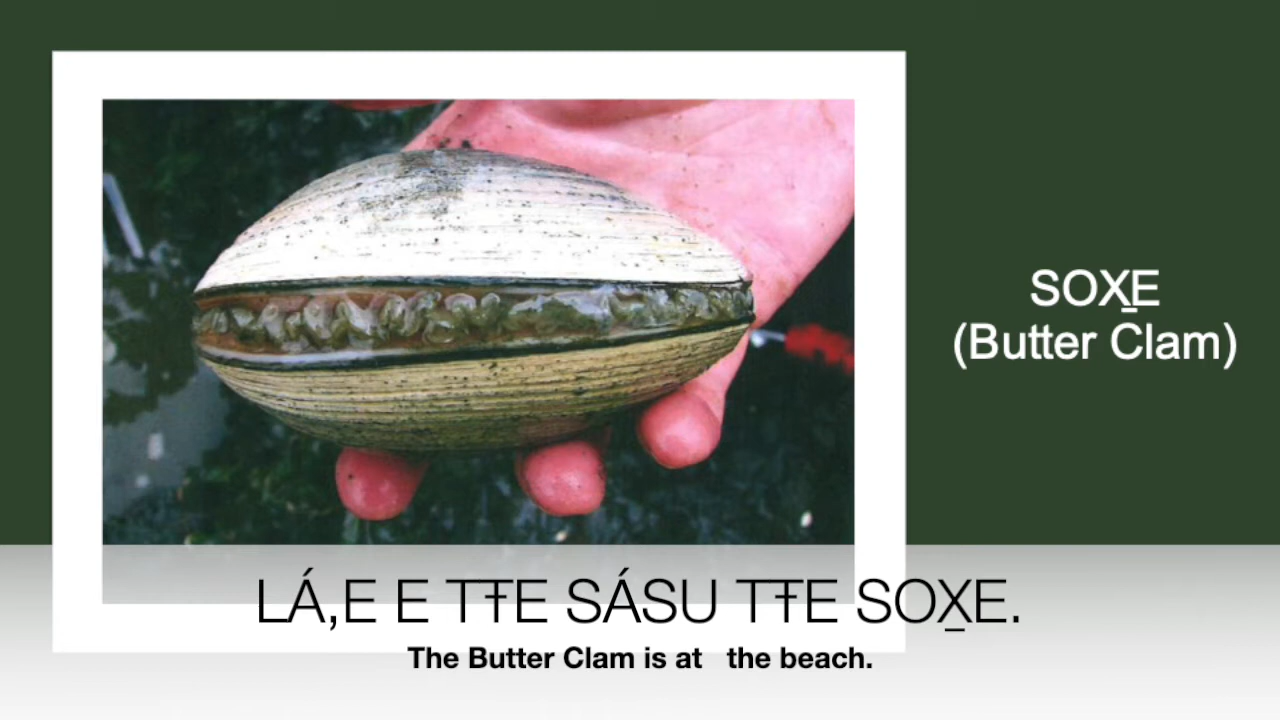 SOX̱E
(Butter Clam)
LÁ,E E TŦE SÁSU TŦE SOX̱E.
The Butter Clam is at the beach.